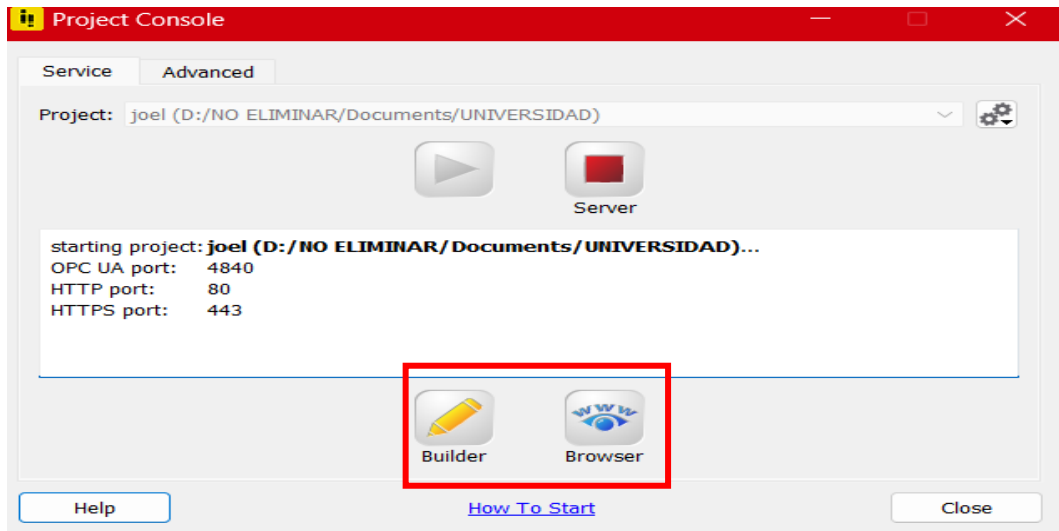 Project Console
Service Advanced
Project: joel (D:/NO ELIMINAR/Documents/UNIVERSIDAD)
Server
starting project: joel (D:/NO ELIMINAR/Documents/UNIVERSIDAD)...
OPC UA port: 4840
HTTP port: 80
HTTPS port: 443
www
Builder Browser
Help How To Start Close